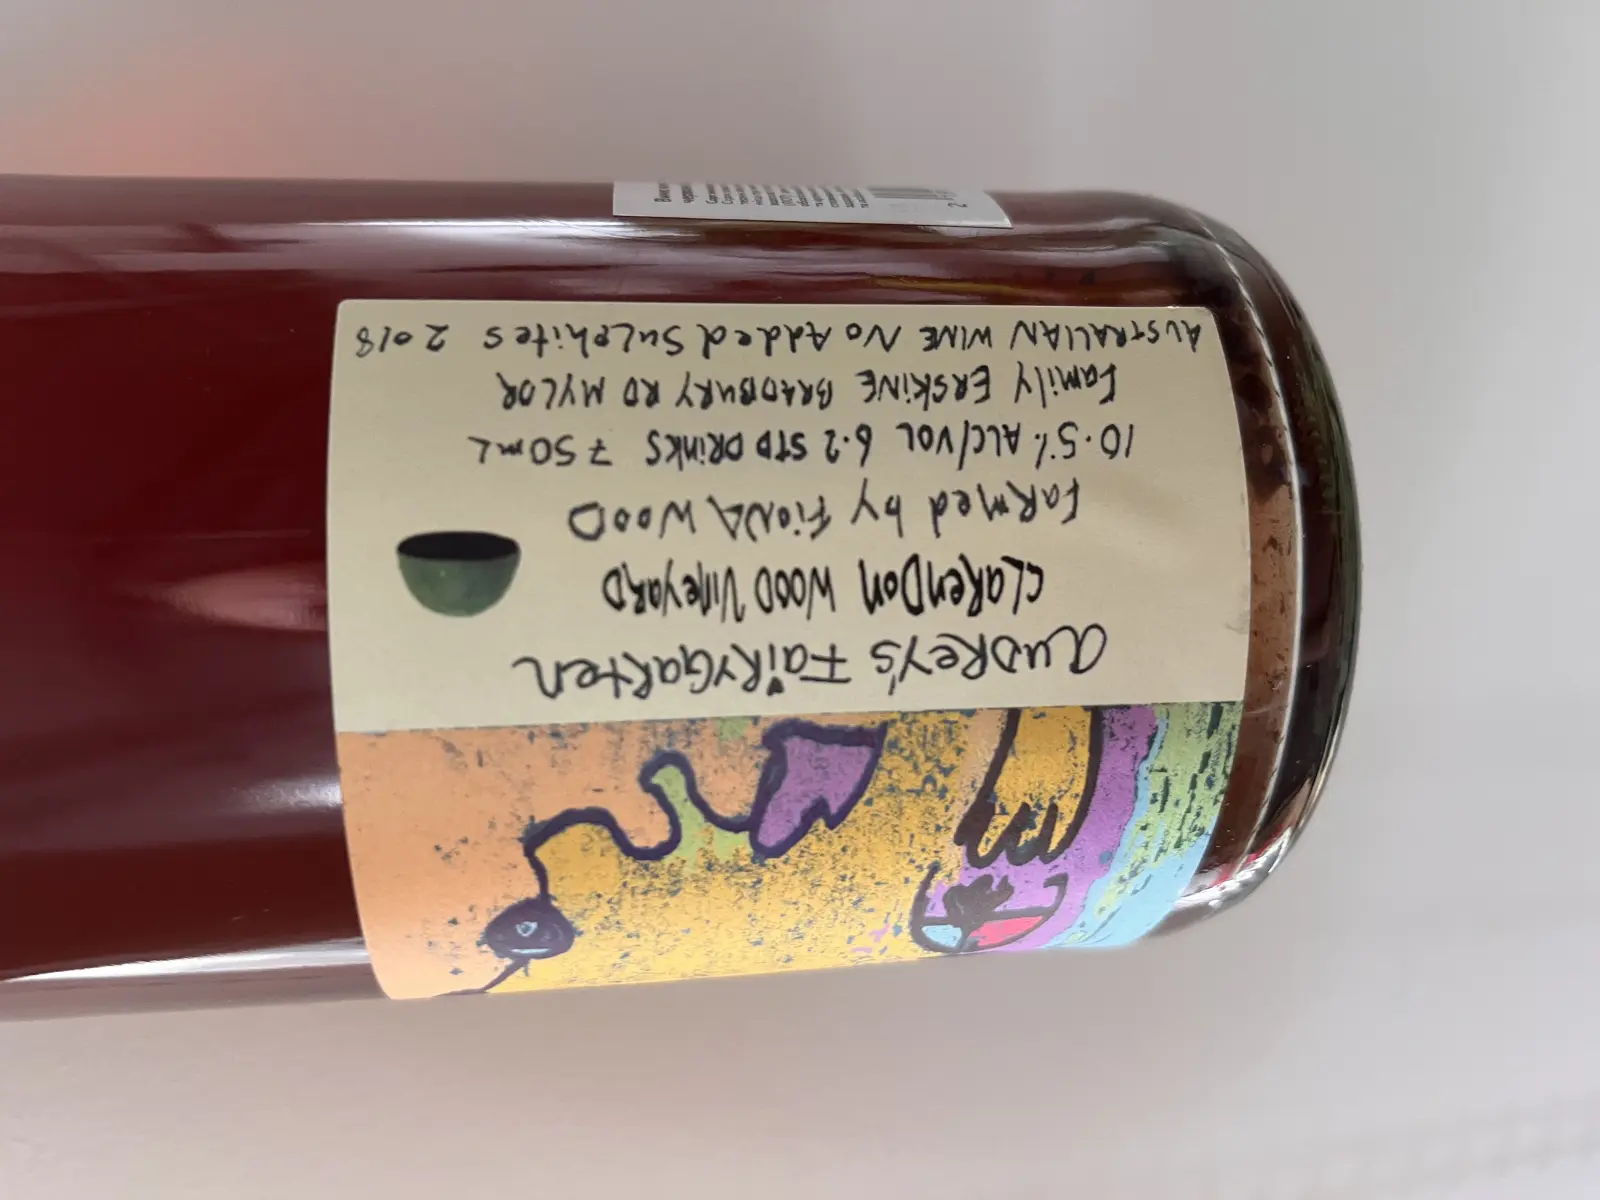 Audrey's FairyGarten
Clarendon Wood Vineyard
Farmed by Fiona Wood
10.5% ALC/VOL 6.2 STD DRINKS 750mL
Family ERSKINE BRADBURY RD MYLOR
AUSTRALIAN WINE No Added Sulphites 2018